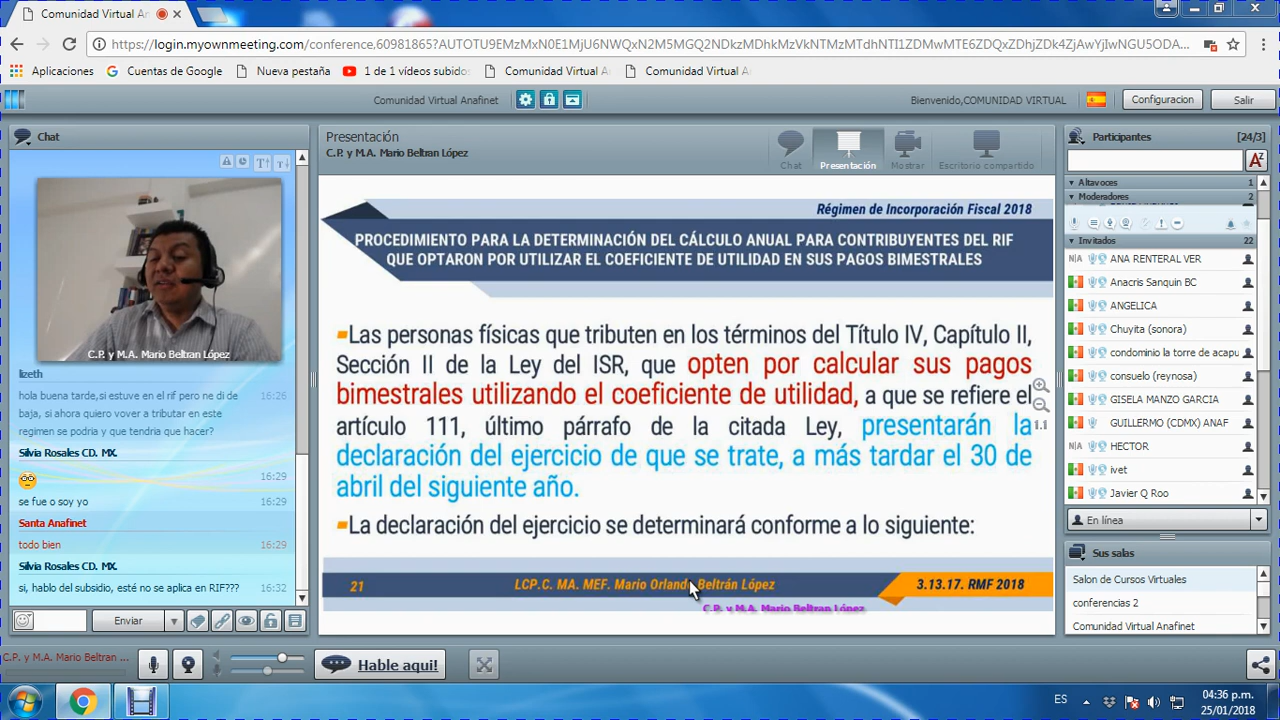 Comunidad Virtual An
https://login.myownmeeting.com/conference,60981865?AUTOTU9EMzMxN0E1MjU6NWQxN2M5MGQ2NDkzMDhkMzVkNTMzMTdhNTI1ZDMwMTE6ZDQxZDhjZDk4ZjAwYjIwNGU5ODA...
Aplicaciones
Cuentas de Google
Nueva pestaña
1 de 1 vídeos subidos
Comunidad Virtual An
Comunidad Virtual An
Comunidad Virtual Anafinet
Bienvenido,COMUNIDAD VIRTUAL
Configuracion
Salir
Chat
C.P. y M.A. Mario Beltran López
lizeth
hola buena tarde,si estuve en el rif pero ne di de
baja, si ahora quiero vover a tributar en este
regimen se podria y que tendria que hacer?
16:26
Silvia Rosales CD. MX.
16:29
se fue o soy yo
16:29
Santa Anafinet
todo bien
16:29
Silvia Rosales CD. MX.
si, hablo del subsidio, esté no se aplica en RIF???
16:29
Enviar
Presentación
C.P. y M.A. Mario Beltran López
Chat
Presentación
Mostrar
Escritorio compartido
Régimen de Incorporación Fiscal 2018
PROCEDIMIENTO PARA LA DETERMINACIÓN DEL CÁLCULO ANUAL PARA CONTRIBUYENTES DEL RIF
QUE OPTARON POR UTILIZAR EL COEFICIENTE DE UTILIDAD EN SUS PAGOS BIMESTRALES
Las personas físicas que tributen en los términos del Título IV, Capítulo II,
Sección II de la Ley del ISR, que opten por calcular sus pagos
bimestrales utilizando el coeficiente de utilidad, a que se refiere el
artículo 111, último párrafo de la citada Ley, presentarán la
declaración del ejercicio de que se trate, a más tardar el 30 de
abril del siguiente año.
La declaración del ejercicio se determinará conforme a lo siguiente:
1.1
21
LCP.C. MA. MEF. Mario Orlando Beltrán López
3.13.17. RMF 2018
C.P. y M.A. Mario Beltran López
Participantes
[24/3]
Altavoces 1
Moderadores 2
Invitados 22
N/A ANA RENTERAL VER
Anacris Sanquin BC
ANGELICA
Chuyita (sonora)
condominio la torre de acapu
consuelo (reynosa)
GISELA MANZO GARCIA
GUILLERMO (CDMX) ANAF
N/A HECTOR
ivet
Javier Q Roo
En línea
Sus salas
Salon de Cursos Virtuales
conferencias 2
Comunidad Virtual Anafinet
C.P. y M.A. Mario Beltran ...
Hable aqui!
ES
04:36 p.m.
25/01/2018